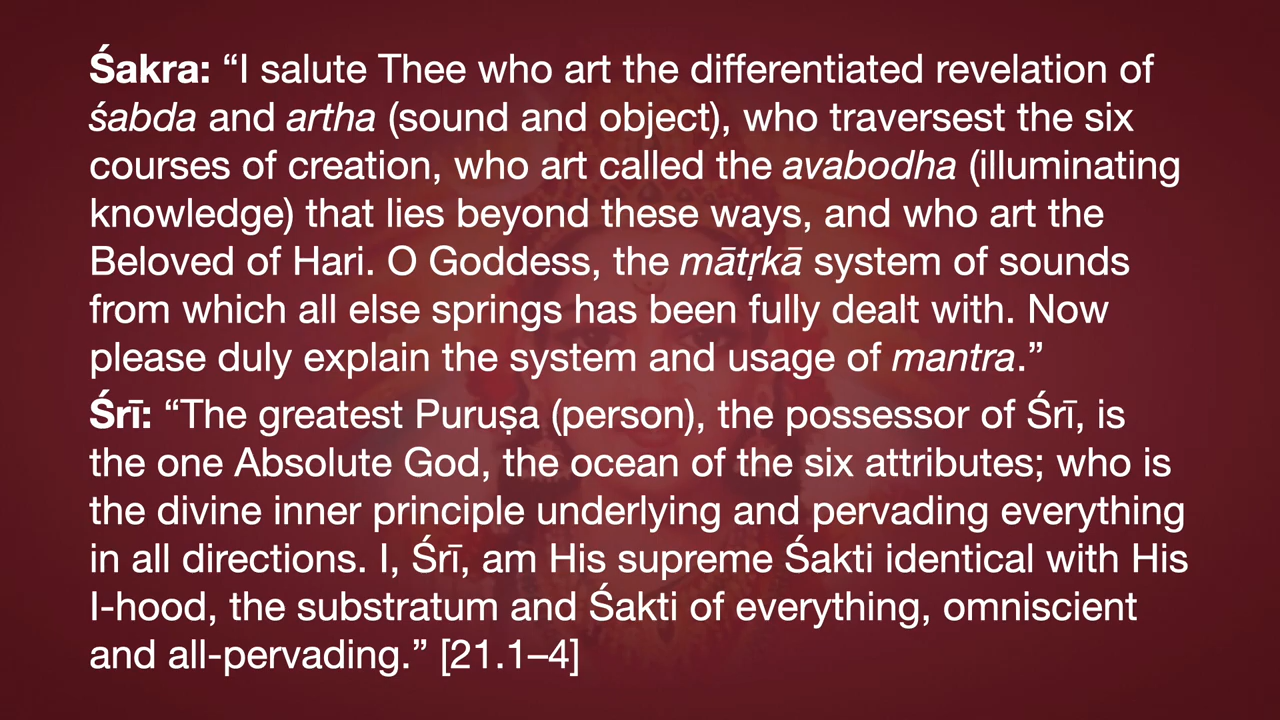 Śakra: “I salute Thee who art the differentiated revelation of
śabda and artha (sound and object), who traversest the six
courses of creation, who art called the avabodha (illuminating
knowledge) that lies beyond these ways, and who art the
Beloved of Hari. O Goddess, the mātṛkā system of sounds
from which all else springs has been fully dealt with. Now
please duly explain the system and usage of mantra.”
Śrī: “The greatest Puruṣa (person), the possessor of Śrī, is
the one Absolute God, the ocean of the six attributes; who is
the divine inner principle underlying and pervading everything
in all directions. I, Śrī, am His supreme Śakti identical with His
I-hood, the substratum and Śakti of everything, omniscient
and all-pervading.” [21.1–4]